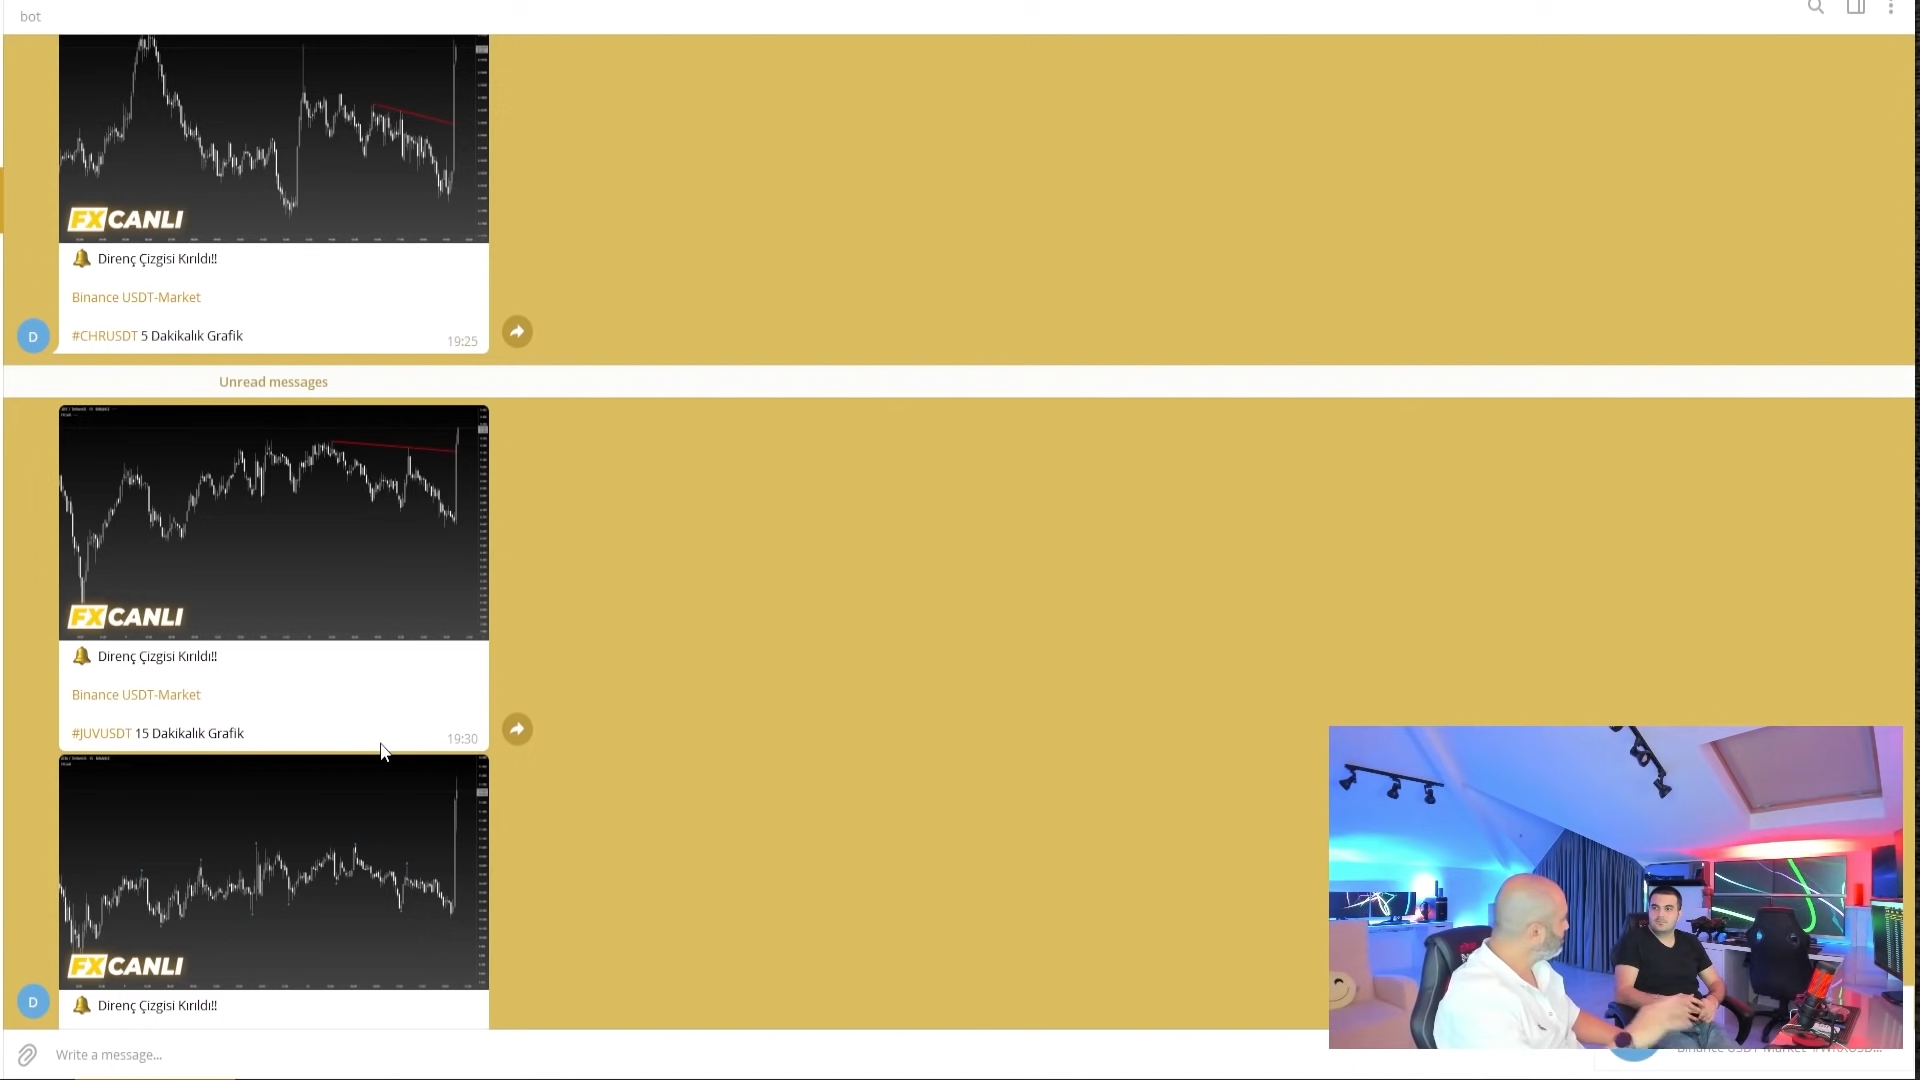 bot
FXCANLI
Direnç Çizgisi Kırıldı!!
Binance USDT-Market
#CHRUSDT 5 Dakikalık Grafik
19:25
D
Unread messages
FXCANLI
Direnç Çizgisi Kırıldı!!
Binance USDT-Market
#JUVUSDT 15 Dakikalık Grafik
19:30
FXCANLI
D
Direnç Çizgisi Kırıldı!!
Write a message...